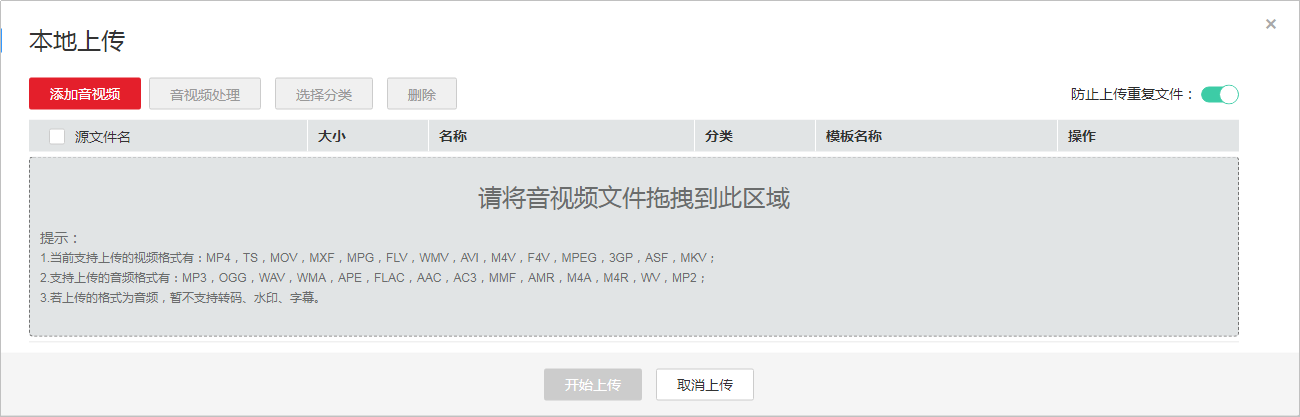 本地上传
×
添加音视频 音视频处理 选择分类 删除 防止上传重复文件：
源文件名 大小 名称 分类 模板名称 操作
请将音视频文件拖拽到此区域
提示：
1.当前支持上传的视频格式有：MP4，TS，MOV，MXF，MPG，FLV，WMV，AVI，M4V，F4V，MPEG，3GP，ASF，MKV；
2.支持上传的音频格式有：MP3，OGG，WAV，WMA，APE，FLAC，AAC，AC3，MMF，AMR，M4A，M4R，WV，MP2；
3.若上传的格式为音频，暂不支持转码、水印、字幕。
开始上传 取消上传